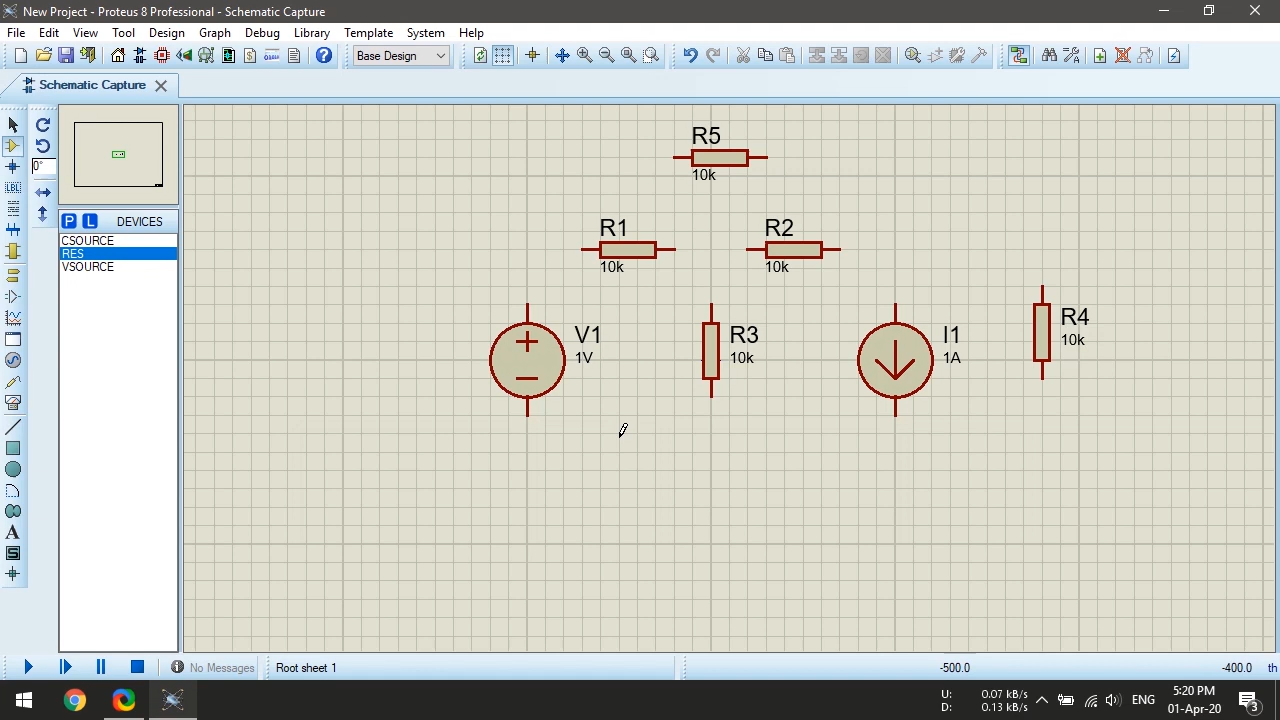 New Project - Proteus 8 Professional - Schematic Capture
File Edit View Tool Design Graph Debug Library Template System Help
Base Design
Schematic Capture
0°
LBL
P L DEVICES
CSOURCE
RES
VSOURCE
A
S
R5
10k
R1
10k
R2
10k
V1
1V
R3
10k
I1
1A
R4
10k
No Messages
Root sheet 1
-500.0
-400.0
th
U: 0.07 kB/s
D: 0.13 kB/s
ENG
5:20 PM
01-Apr-20
3